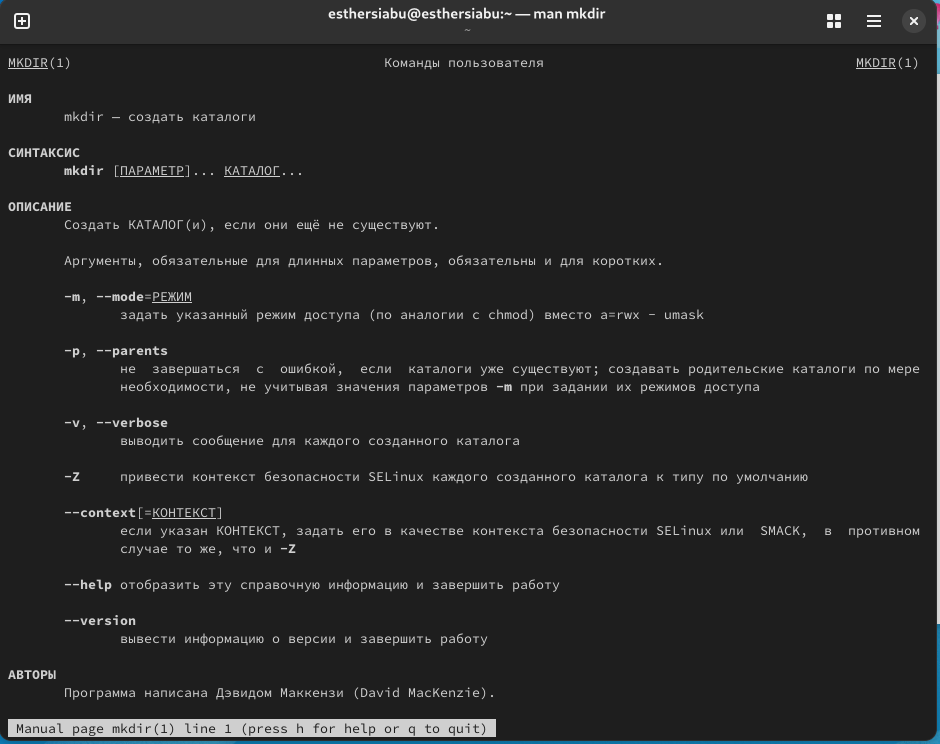 esthersiabu@esthersiabu:~ — man mkdir
~
MKDIR(1) Команды пользователя MKDIR(1)
ИМЯ
mkdir — создать каталоги
СИНТАКСИС
mkdir [ПАРАМЕТР]... КАТАЛОГ...
ОПИСАНИЕ
Создать КАТАЛОГ(и), если они ещё не существуют.
Аргументы, обязательные для длинных параметров, обязательны и для коротких.
-m, --mode=РЕЖИМ
задать указанный режим доступа (по аналогии с chmod) вместо a=rwx - umask
-p, --parents
не завершаться с ошибкой, если каталоги уже существуют; создавать родительские каталоги по мере
необходимости, не учитывая значения параметров -m при задании их режимов доступа
-v, --verbose
выводить сообщение для каждого созданного каталога
-Z привести контекст безопасности SELinux каждого созданного каталога к типу по умолчанию
--context[=КОНТЕКСТ]
если указан КОНТЕКСТ, задать его в качестве контекста безопасности SELinux или SMACK, в противном
случае то же, что и -Z
--help отобразить эту справочную информацию и завершить работу
--version
вывести информацию о версии и завершить работу
АВТОРЫ
Программа написана Дэвидом Маккензи (David MacKenzie).
Manual page mkdir(1) line 1 (press h for help or q to quit)